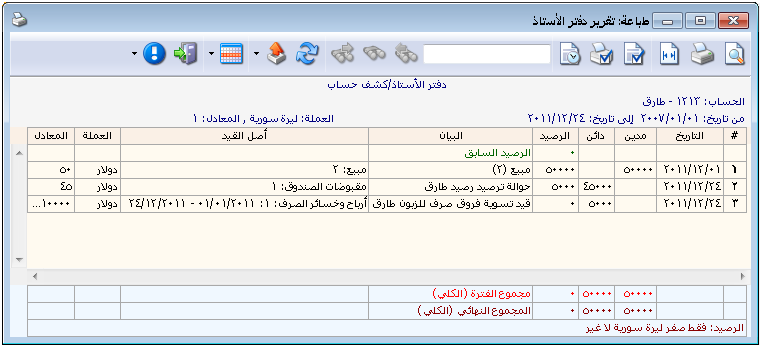 طباعة: تقرير دفتر الأستاذ
دفتر الأستاذ/كشف حساب
الحساب: ١٢١٣ - طارق
من تاريخ: ٢٠٠٧/٠١/٠١ إلى تاريخ: ٢٠١١/١٢/٢٤ العملة: ليرة سورية , المعادل: ١
# التاريخ مدين دائن الرصيد البيان أصل القيد العملة المعادل
٠ الرصيد السابق
١ ٢٠١١/١٢/٠١ ٥٠٠٠٠ ٥٠٠٠٠ مبيع (٢) مبيع: ٢ دولار ٥٠
٢ ٢٠١١/١٢/٢٤ ٤٥٠٠٠ ٥٠٠٠ حوالة ترصيد رصيد طارق مقبوضات الصندوق: ١ دولار ٤٥
٣ ٢٠١١/١٢/٢٤ ٥٠٠٠ ٠ قيد تسوية فروق صرف للزبون طارق أرباح وخسائر الصرف: ١: ٠١/٠١/٢٠١١ - ٢٤/١٢/٢٠١١ دولار ١٠٠٠٠...
٥٠٠٠٠ ٥٠٠٠٠ ٠ مجموع الفترة (الكلي)
٥٠٠٠٠ ٥٠٠٠٠ ٠ المجموع النهائي (الكلي)
الرصيد: فقط صفر ليرة سورية لا غير